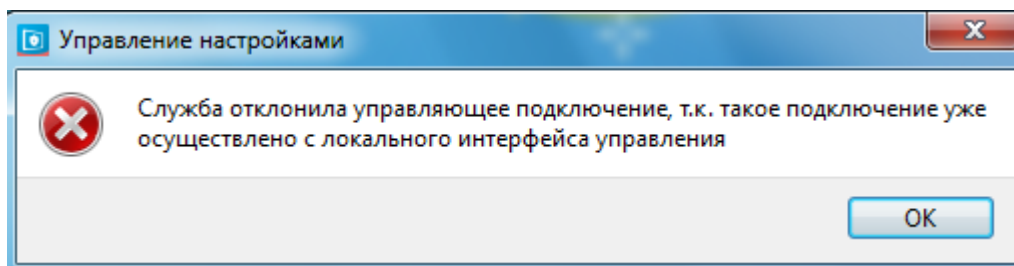 Управление настройками
Служба отклонила управляющее подключение, т.к. такое подключение уже
осуществлено с локального интерфейса управления
OK